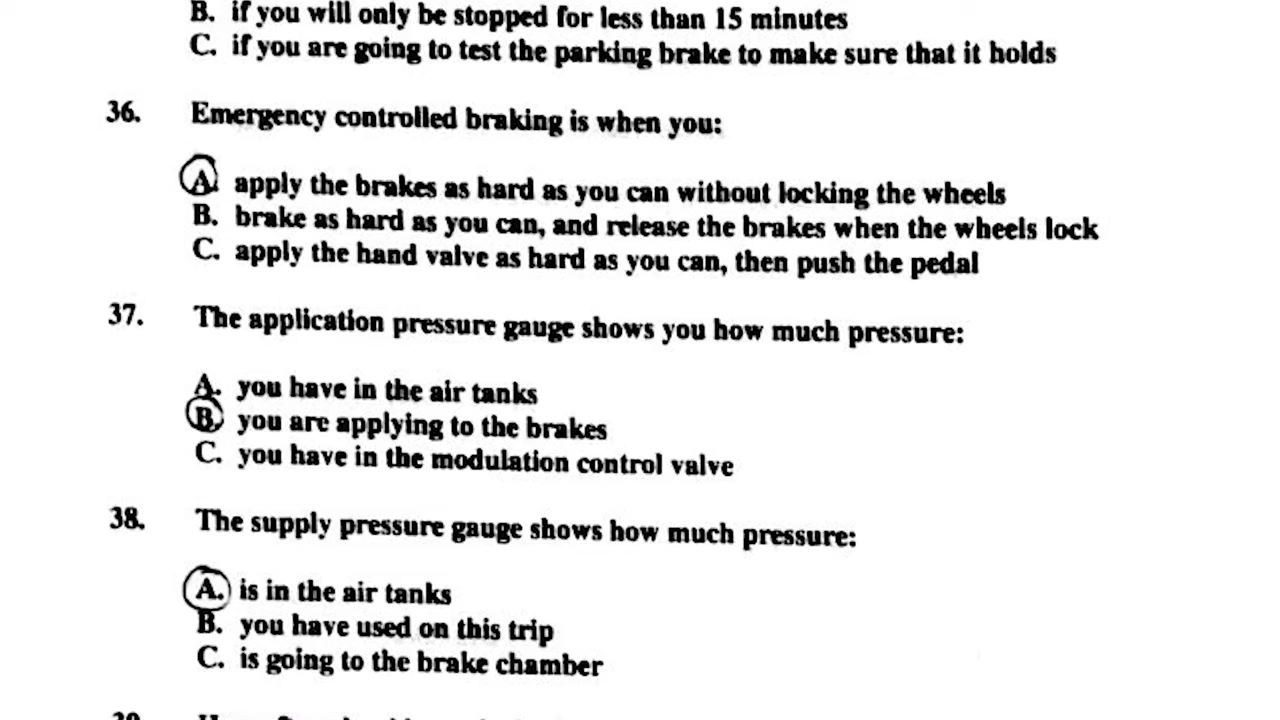 B. if you will only be stopped for less than 15 minutes
C. if you are going to test the parking brake to make sure that it holds
36. Emergency controlled braking is when you:
A. apply the brakes as hard as you can without locking the wheels
B. brake as hard as you can, and release the brakes when the wheels lock
C. apply the hand valve as hard as you can, then push the pedal
37. The application pressure gauge shows you how much pressure:
A. you have in the air tanks
B. you are applying to the brakes
C. you have in the modulation control valve
38. The supply pressure gauge shows how much pressure:
A. is in the air tanks
B. you have used on this trip
C. is going to the brake chamber
39.